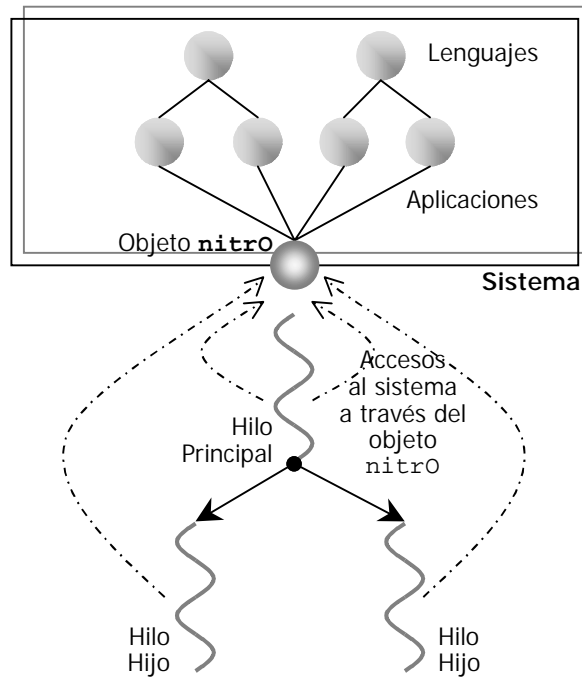 Lenguajes
Aplicaciones
Objeto nitrO
Sistema
Accesos
al sistema
a través del
objeto
nitrO
Hilo
Principal
Hilo
Hijo
Hilo
Hijo